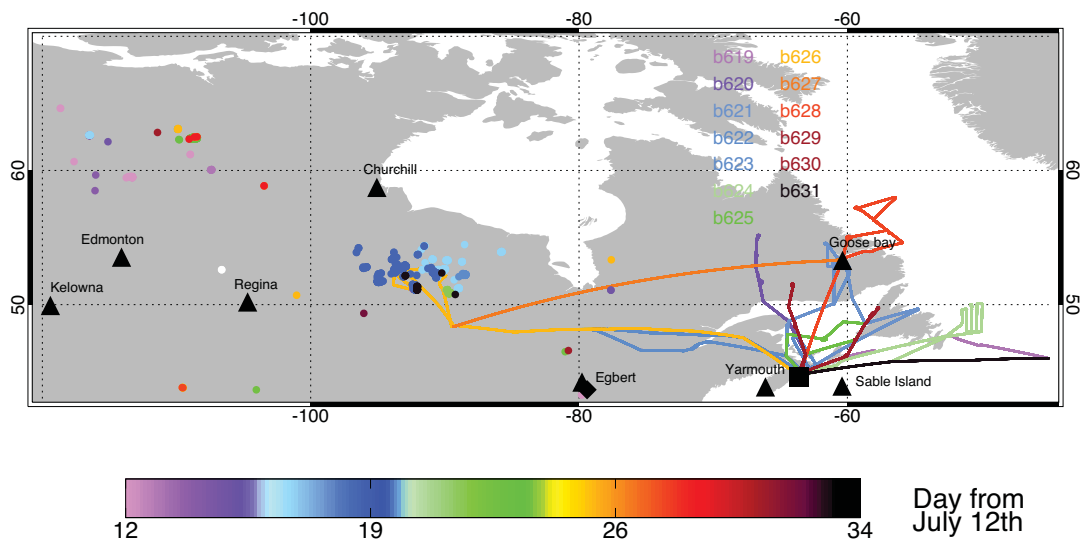 -100 -80 -60
b619 b626
b620 b627
b621 b628
b622 b629
b623 b630
b624 b631
b625
60 60
Churchill
Edmonton
Goose bay
Kelowna
Regina
50 50
Yarmouth
Egbert
Sable Island
-100 -80 -60
12 19 26 34
Day from
July 12th